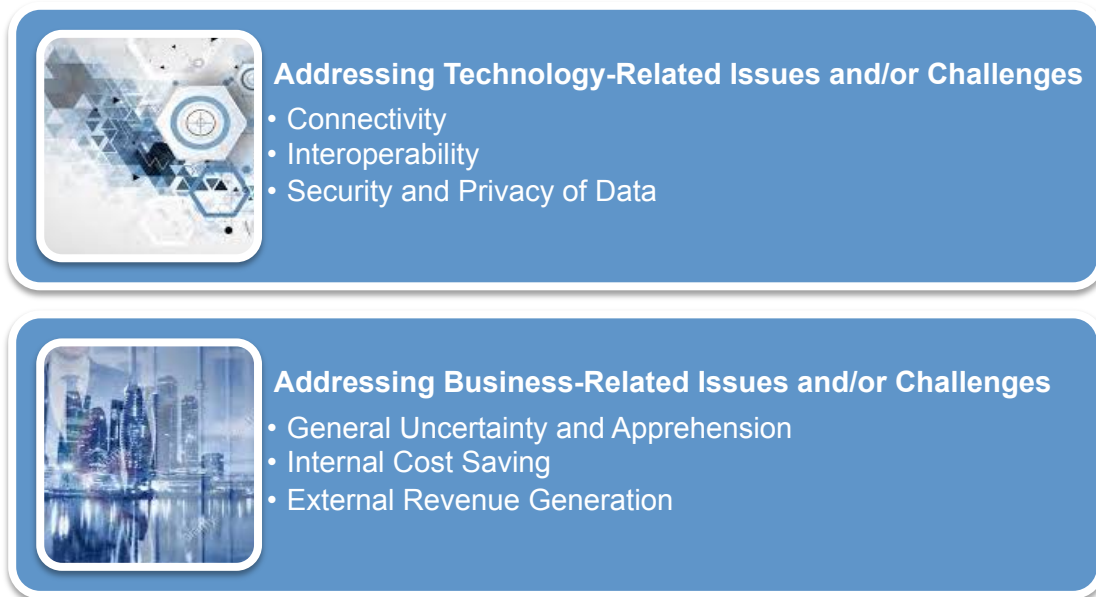 Addressing Technology-Related Issues and/or Challenges
• Connectivity
• Interoperability
• Security and Privacy of Data
Addressing Business-Related Issues and/or Challenges
• General Uncertainty and Apprehension
• Internal Cost Saving
• External Revenue Generation